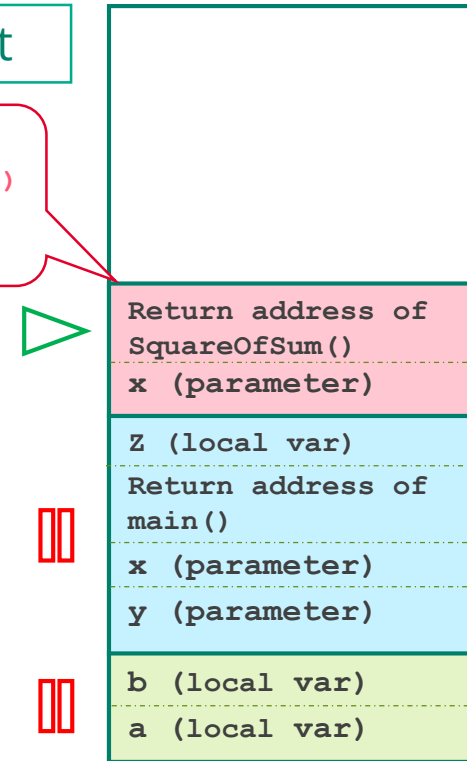 t
)
Return address of
SquareOfSum()
x (parameter)
Z (local var)
Return address of
main()
x (parameter)
y (parameter)
b (local var)
a (local var)